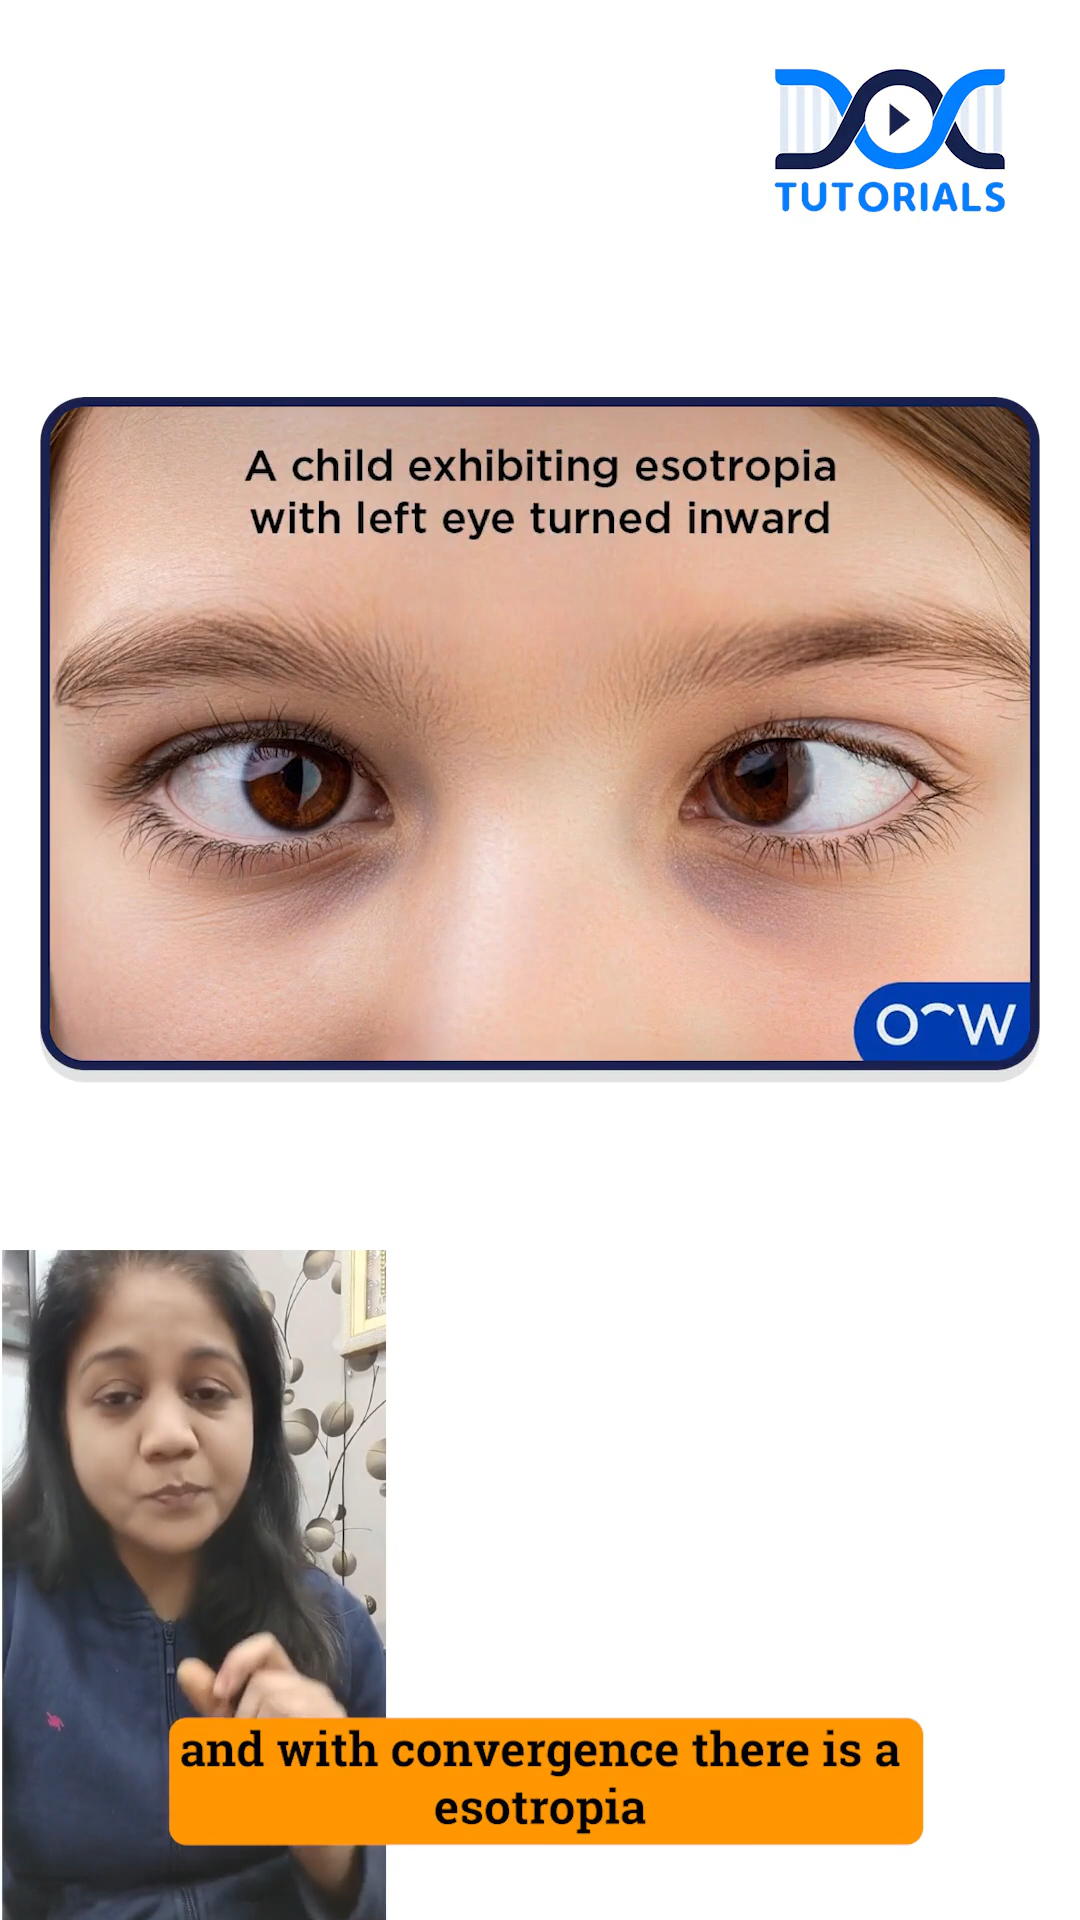 TUTORIALS
A child exhibiting esotropia
with left eye turned inward
and with convergence there is a
esotropia